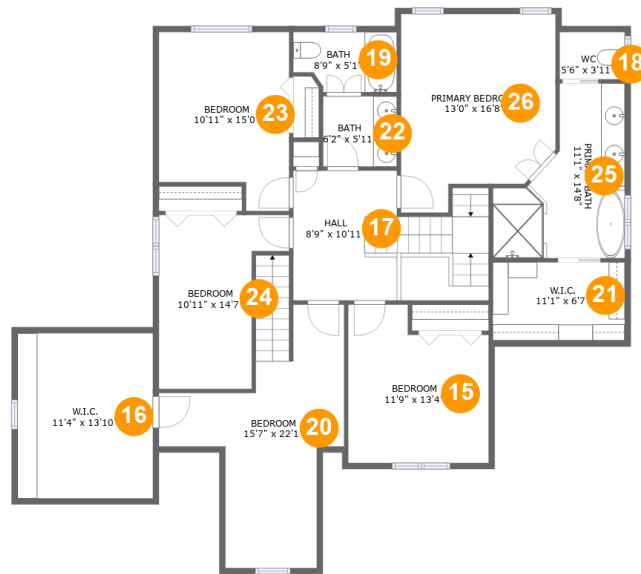 BATH
8'9" x 5'1"
19
WC
5'6" x 3'11"
18
BEDROOM
10'11" x 15'0
23
PRIMARY BEDRO
13'0" x 16'8"
26
BATH
6'2" x 5'11"
22
PRIMARY BATH
11'1" x 14'8"
25
HALL
8'9" x 10'11
17
BEDROOM
10'11" x 14'7
24
W.I.C.
11'1" x 6'7
21
BEDROOM
11'9" x 13'4"
15
W.I.C.
11'4" x 13'10
16
BEDROOM
15'7" x 22'1
20